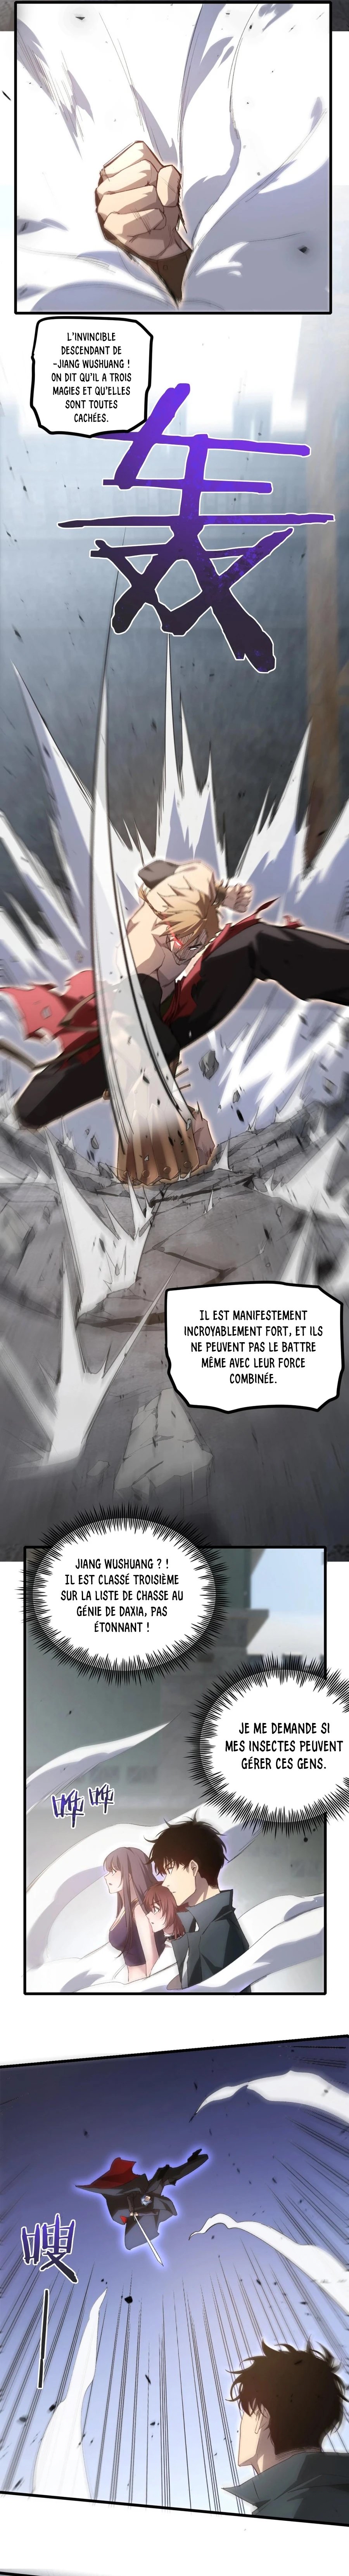 L'INVINCIBLE
DESCENDANT DE
-JIANG WUSHUANG !
ON DIT QU'IL A TROIS
MAGIES ET QU'ELLES
SONT TOUTES
CACHÉES.
IL EST MANIFESTEMENT
INCROYABLEMENT FORT, ET ILS
NE PEUVENT PAS LE BATTRE
MÊME AVEC LEUR FORCE
COMBINÉE.
JIANG WUSHUANG ? !
IL EST CLASSÉ TROISIÈME
SUR LA LISTE DE CHASSE AU
GÉNIE DE DAXIA, PAS
ÉTONNANT !
JE ME DEMANDE SI
MES INSECTES PEUVENT
GÉRER CES GENS.
哗 哗
嗖